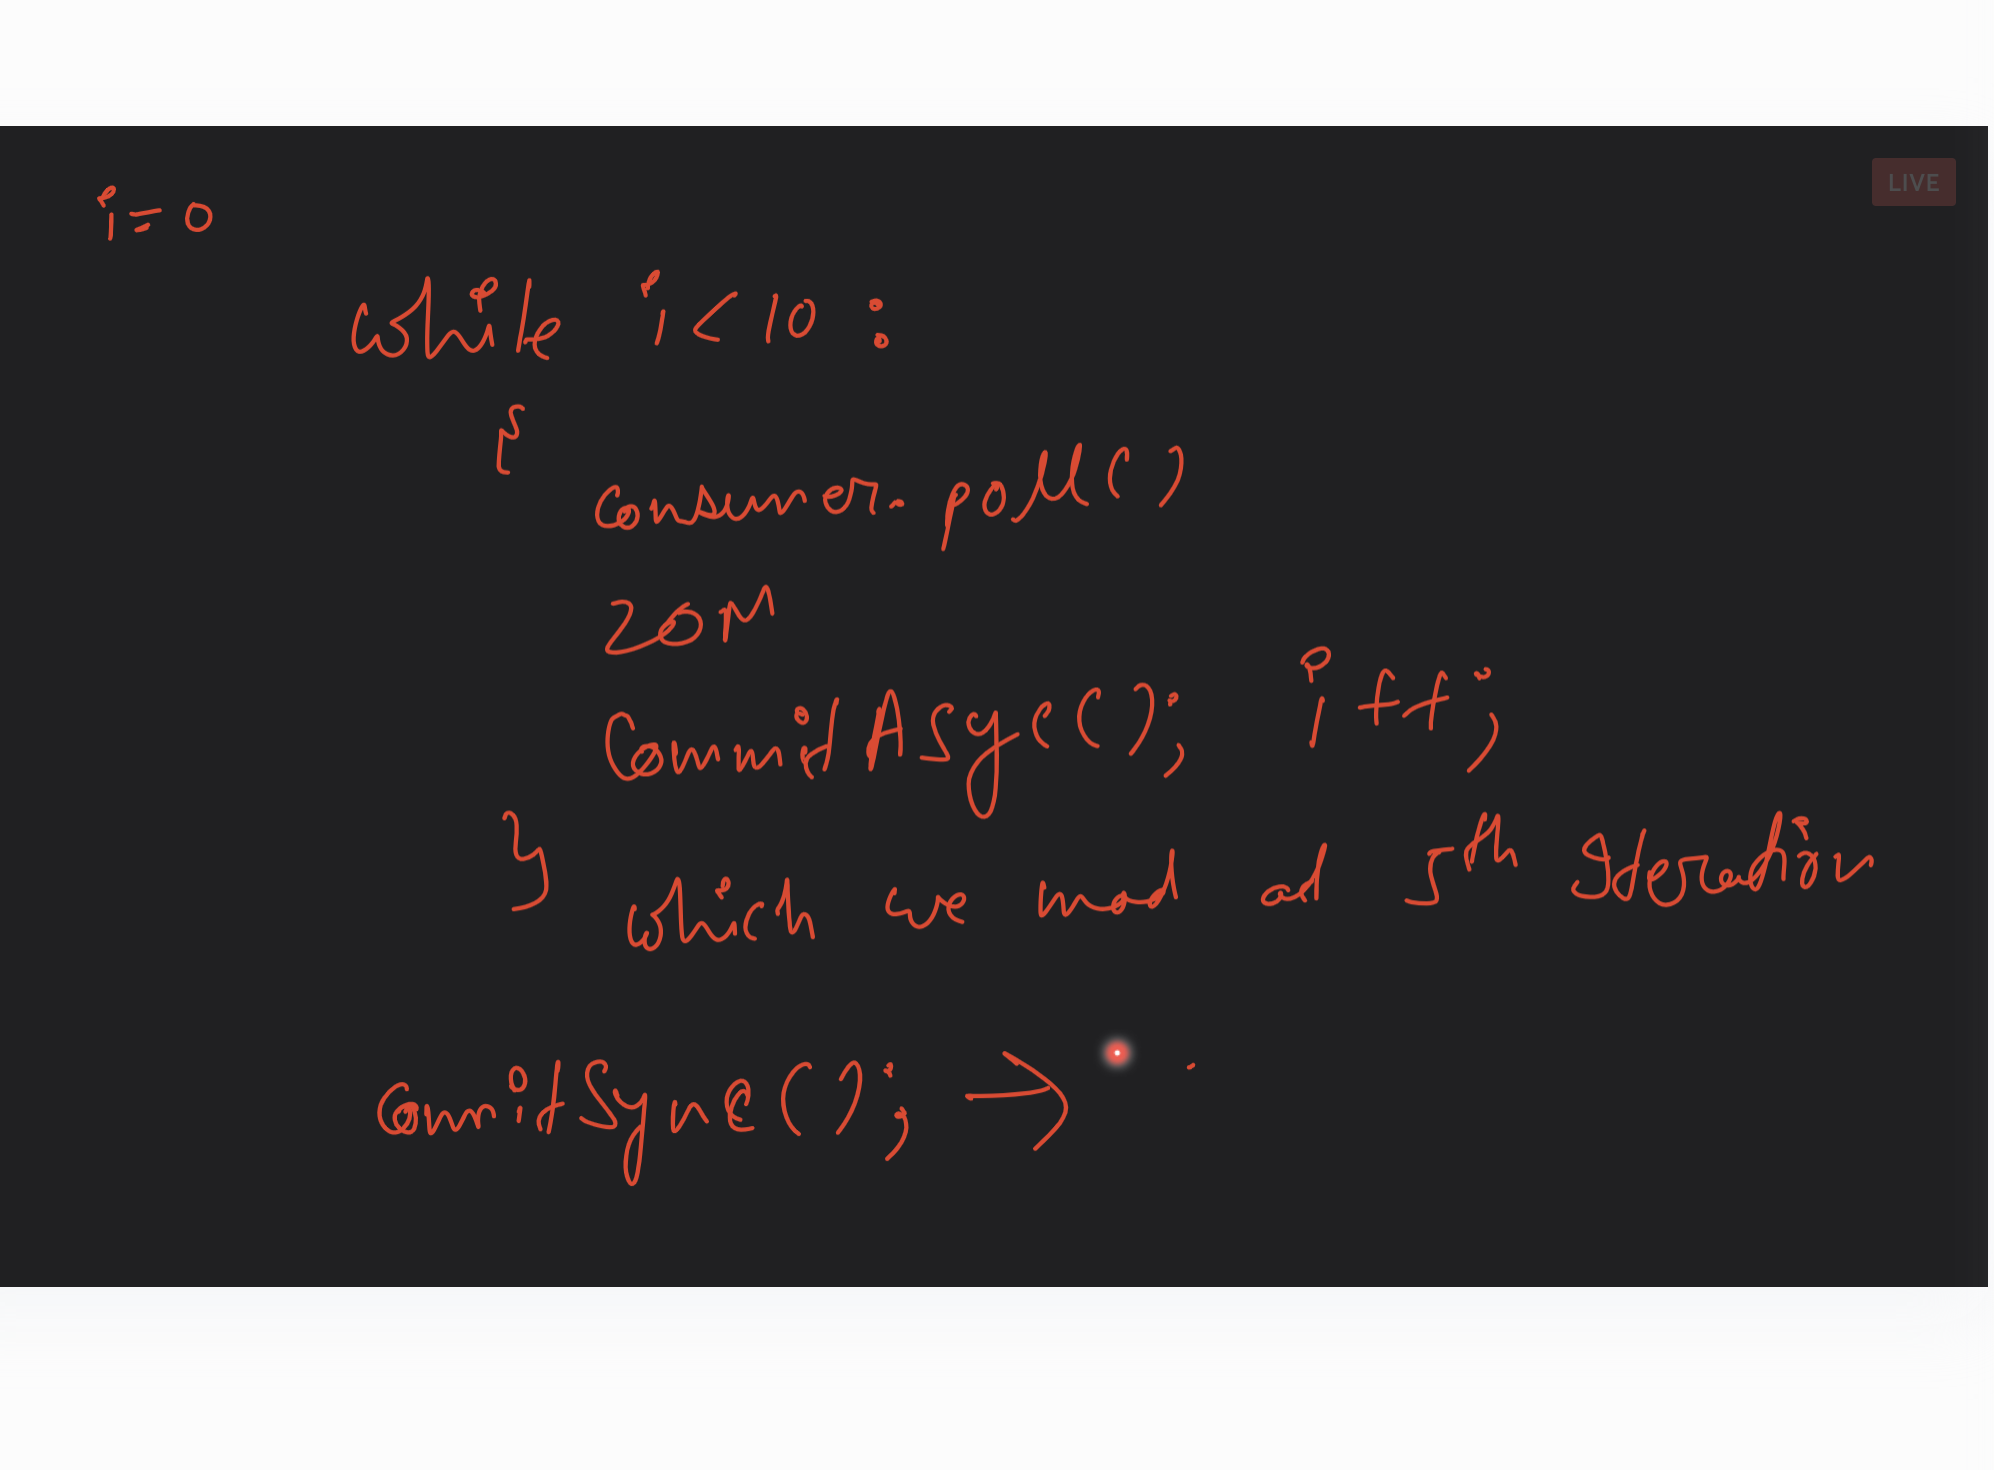 LIVE
i=0
while i<10:
{
consumer.poll()
20M
CommitASyc(); i++;
}
which we mad at 5th Iteration
CommitSync(); →